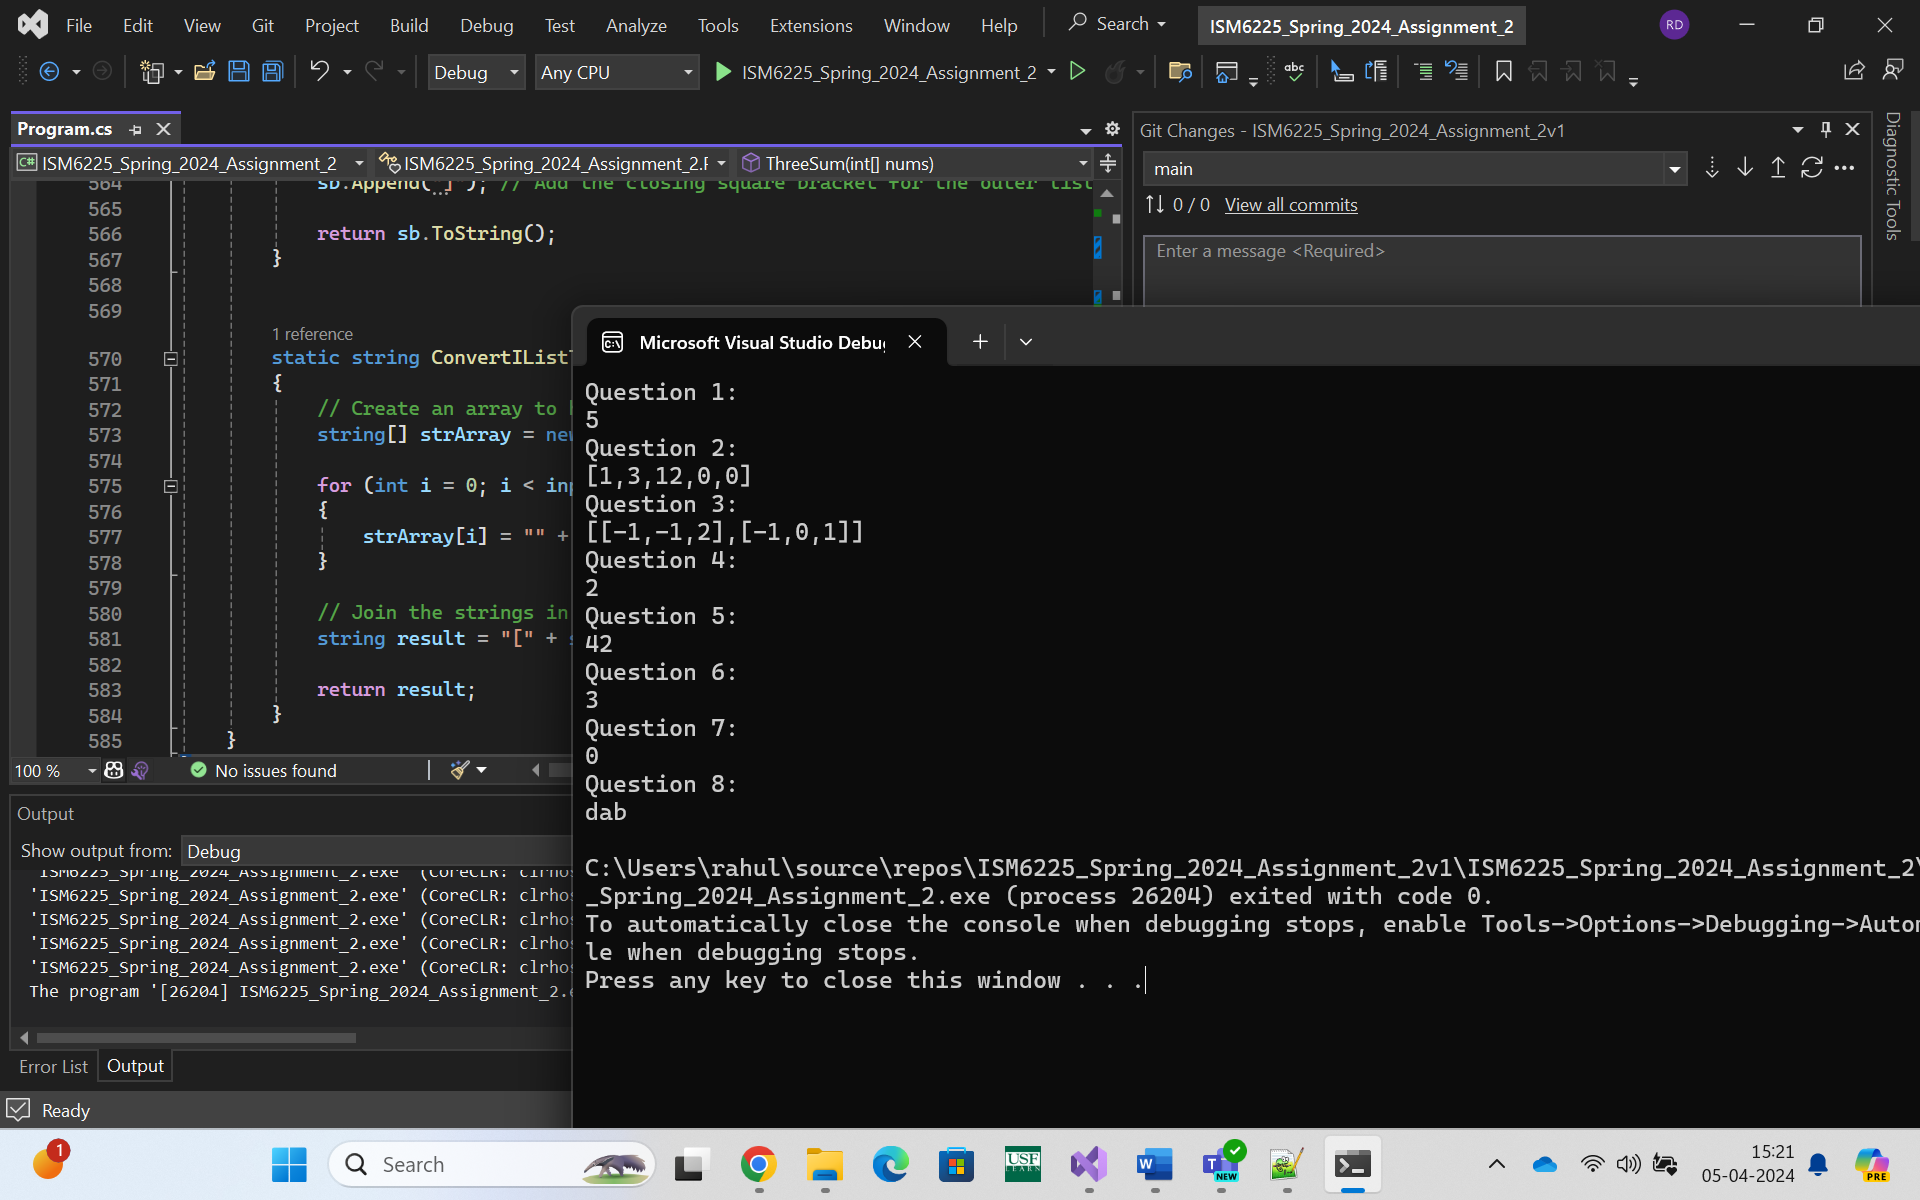 File Edit View Git Project Build Debug Test Analyze Tools Extensions Window Help Search ISM6225_Spring_2024_Assignment_2 RD
Debug Any CPU ISM6225_Spring_2024_Assignment_2
Program.cs
ISM6225_Spring_2024_Assignment_2 ThreeSum(int[] nums)
564 sb.Append( ] ); // Add the closing square bracket for the outer list
565
566 return sb.ToString();
567 }
568
569
1 reference
570 static string ConvertIList
571 {
572 // Create an array to
573 string[] strArray = new
574
575 for (int i = 0; i <
576 {
577 strArray[i] = "" +
578 }
579
580 // Join the strings in
581 string result = "[" +
582
583 return result;
584 }
585 }
100 % No issues found
Output
Show output from: Debug
'ISM6225_Spring_2024_Assignment_2.exe' (CoreCLR:
'ISM6225_Spring_2024_Assignment_2.exe' (CoreCLR:
'ISM6225_Spring_2024_Assignment_2.exe' (CoreCLR:
'ISM6225_Spring_2024_Assignment_2.exe' (CoreCLR:
'ISM6225_Spring_2024_Assignment_2.exe' (CoreCLR:
The program '[26204] ISM6225_Spring_2024_Assignment_2.
Error List Output
Ready
Git Changes - ISM6225_Spring_2024_Assignment_2v1
main
0 / 0 View all commits
Enter a message <Required>
Diagnostic Tools
Microsoft Visual Studio Debu
Question 1:
5
Question 2:
[1,3,12,0,0]
Question 3:
[[-1,-1,2],[-1,0,1]]
Question 4:
2
Question 5:
42
Question 6:
3
Question 7:
0
Question 8:
dab
C:\Users\rahul\source\repos\ISM6225_Spring_2024_Assignment_2v1\ISM6225_Spring_2024_Assignment_2\
_Spring_2024_Assignment_2.exe (process 26204) exited with code 0.
To automatically close the console when debugging stops, enable Tools->Options->Debugging->Autom
le when debugging stops.
Press any key to close this window . . .
1
Search
USF
LEARN
NEW
15:21
05-04-2024
PRE